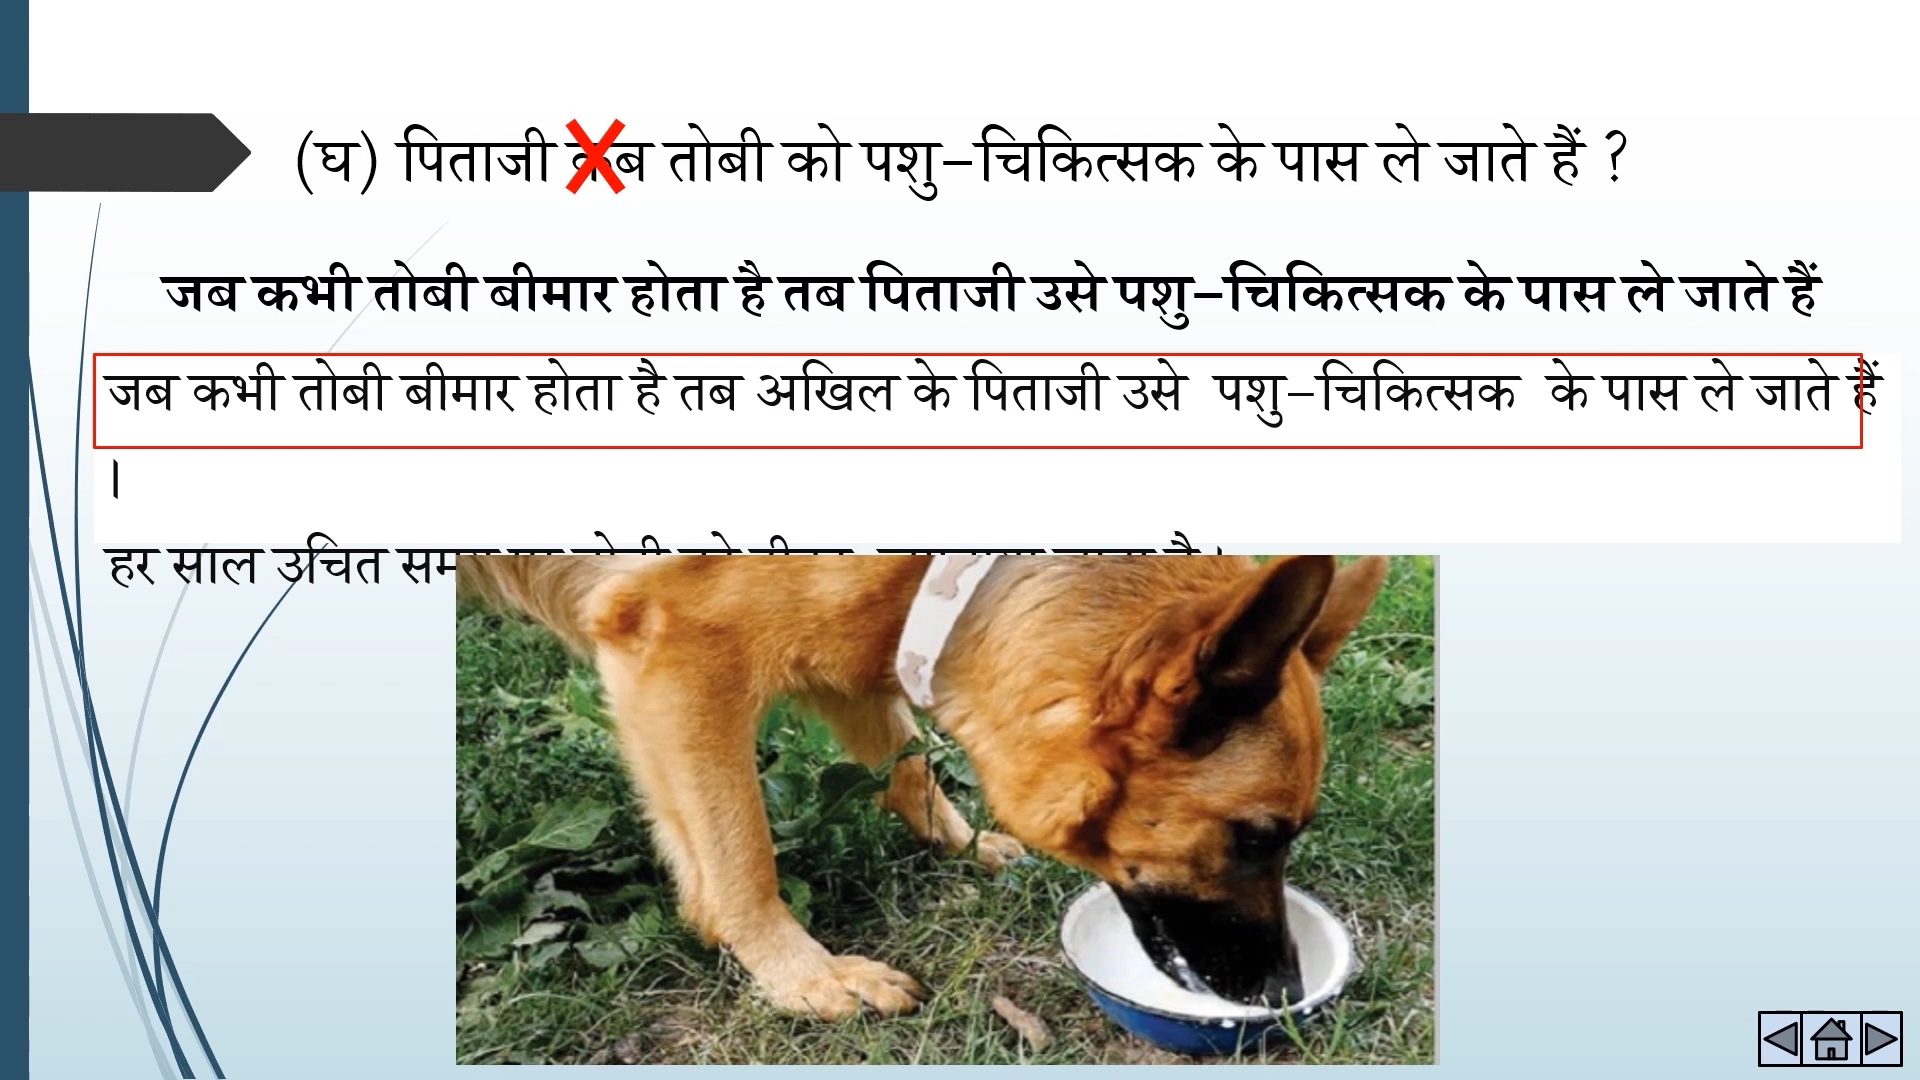 (घ) पिताजी कब तोबी को पशु–चिकित्सक के पास ले जाते हैं ?
जब कभी तोबी बीमार होता है तब पिताजी उसे पशु–चिकित्सक के पास ले जाते हैं
जब कभी तोबी बीमार होता है तब अखिल के पिताजी उसे पशु–चिकित्सक के पास ले जाते हैं
।
हर साल उचित